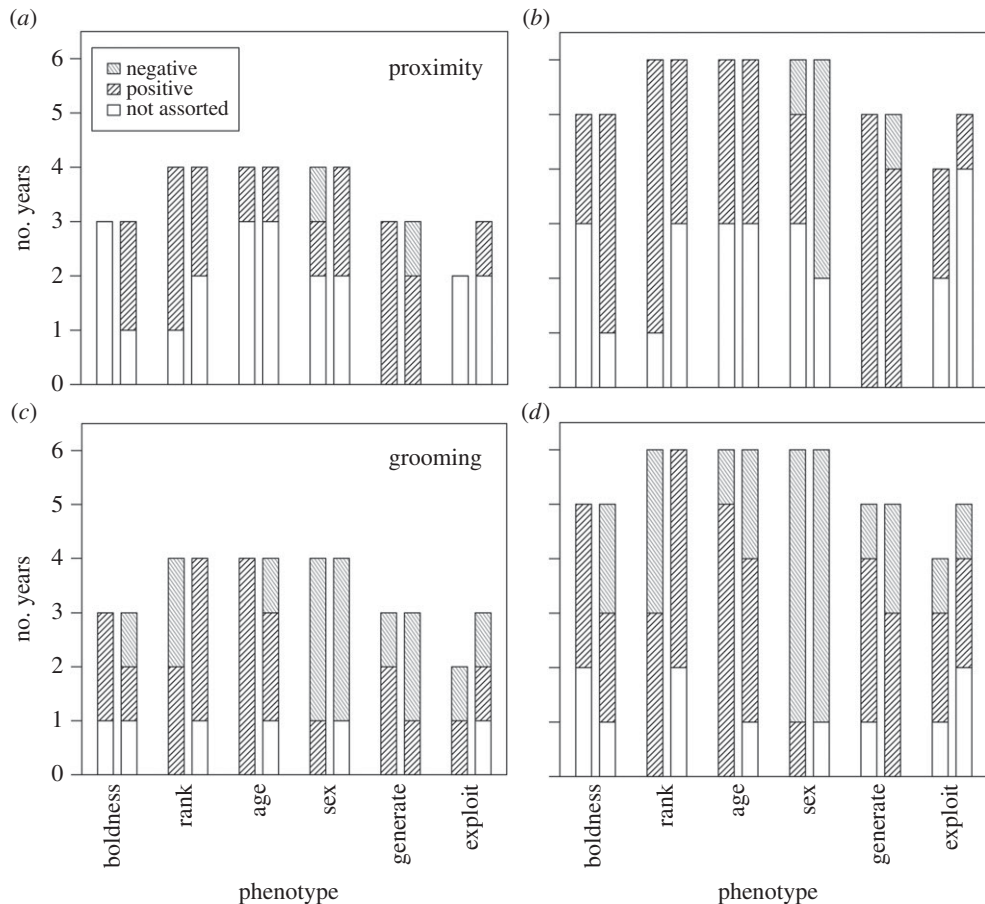 (a)
negative
positive
not assorted
proximity
no. years
6
5
4
3
2
1
0
(b)
(c)
grooming
no. years
6
5
4
3
2
1
0
boldness
rank
age
sex
generate
exploit
phenotype
(d)
boldness
rank
age
sex
generate
exploit
phenotype